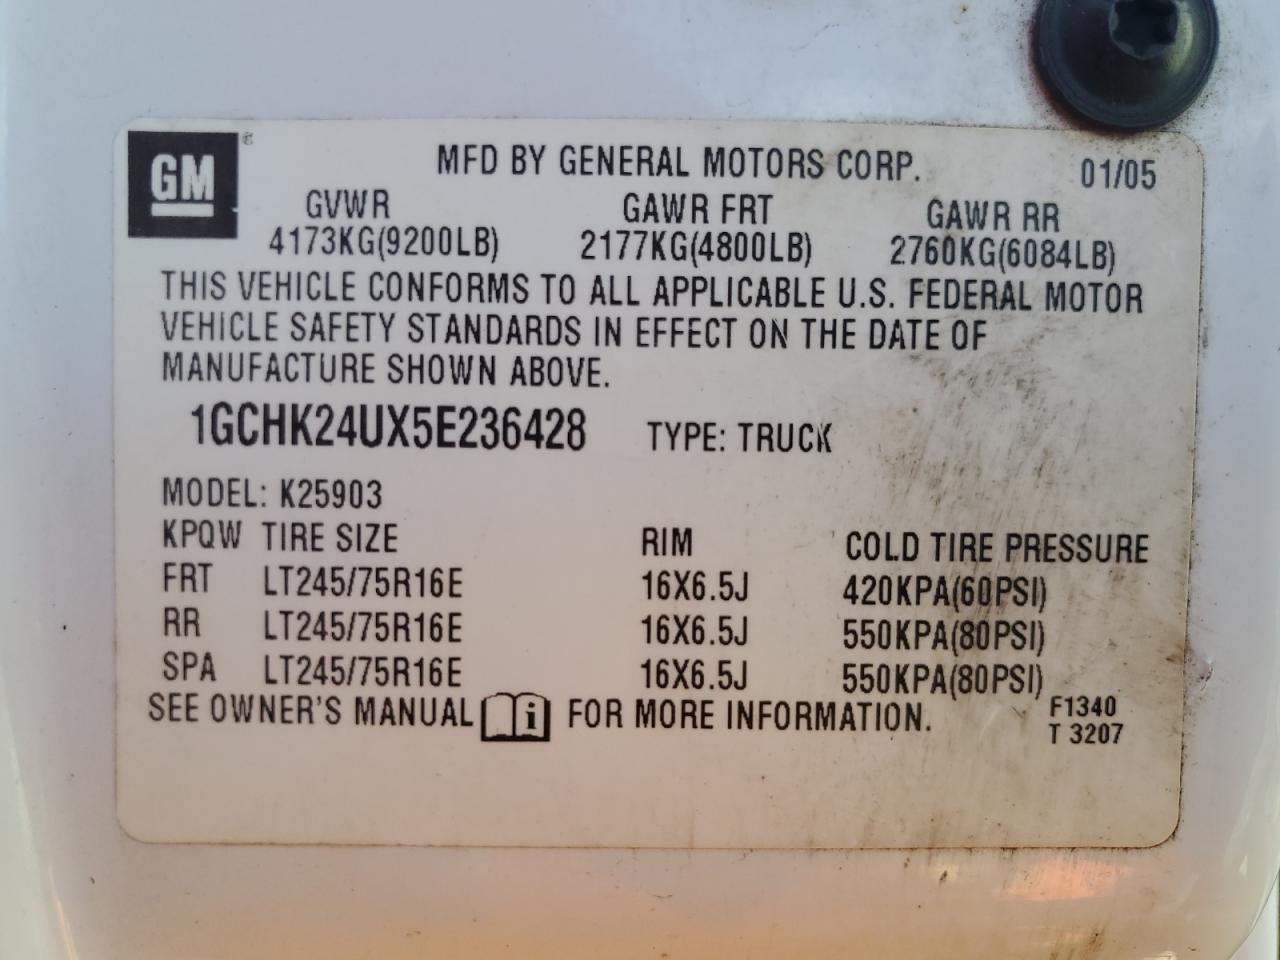 GM ®
MFD BY GENERAL MOTORS CORP. 01/05
GVWR GAWR FRT GAWR RR
4173KG(9200LB) 2177KG(4800LB) 2760KG(6084LB)
THIS VEHICLE CONFORMS TO ALL APPLICABLE U.S. FEDERAL MOTOR
VEHICLE SAFETY STANDARDS IN EFFECT ON THE DATE OF
MANUFACTURE SHOWN ABOVE.
1GCHK24UX5E236428 TYPE: TRUCK
MODEL: K25903
KPQW TIRE SIZE RIM COLD TIRE PRESSURE
FRT LT245/75R16E 16X6.5J 420KPA(60PSI)
RR LT245/75R16E 16X6.5J 550KPA(80PSI)
SPA LT245/75R16E 16X6.5J 550KPA(80PSI)
SEE OWNER'S MANUAL i FOR MORE INFORMATION. F1340
T 3207